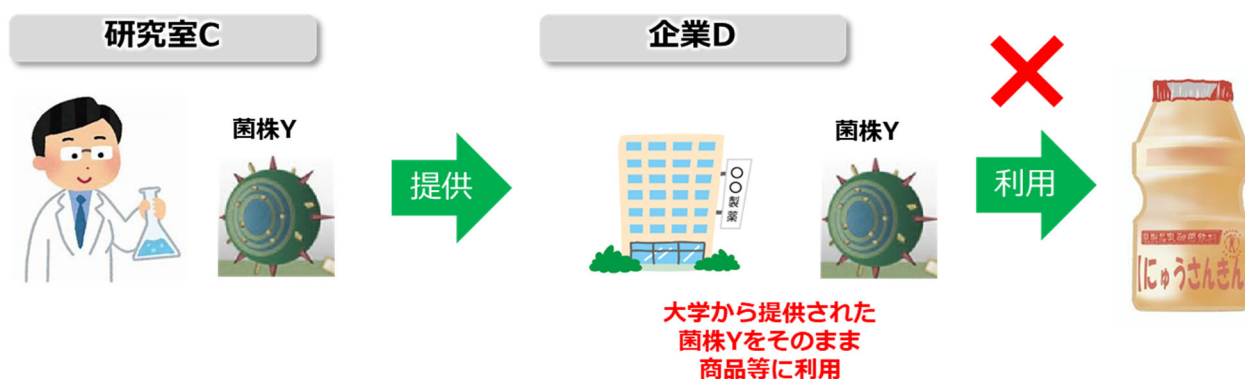 研究室C
企業D
菌株Y
提供
菌株Y
〇〇製薬
利用
大学から提供された
菌株Yをそのまま
商品等に利用
にゅうさんきん